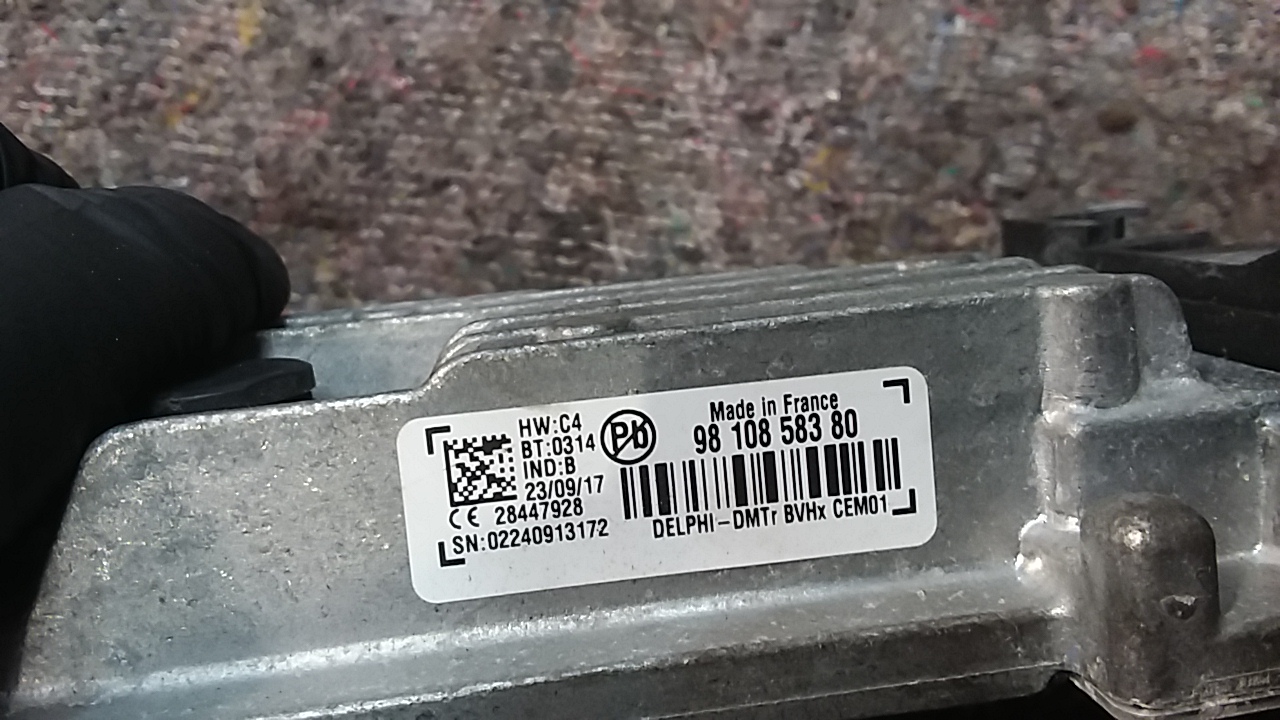 HW:C4
BT:0314
IND:B
23/09/17
CE 28447928
SN:02240913172
Pb
Made in France
98 108 583 80
DELPHI-DMTr BVHx CEM01